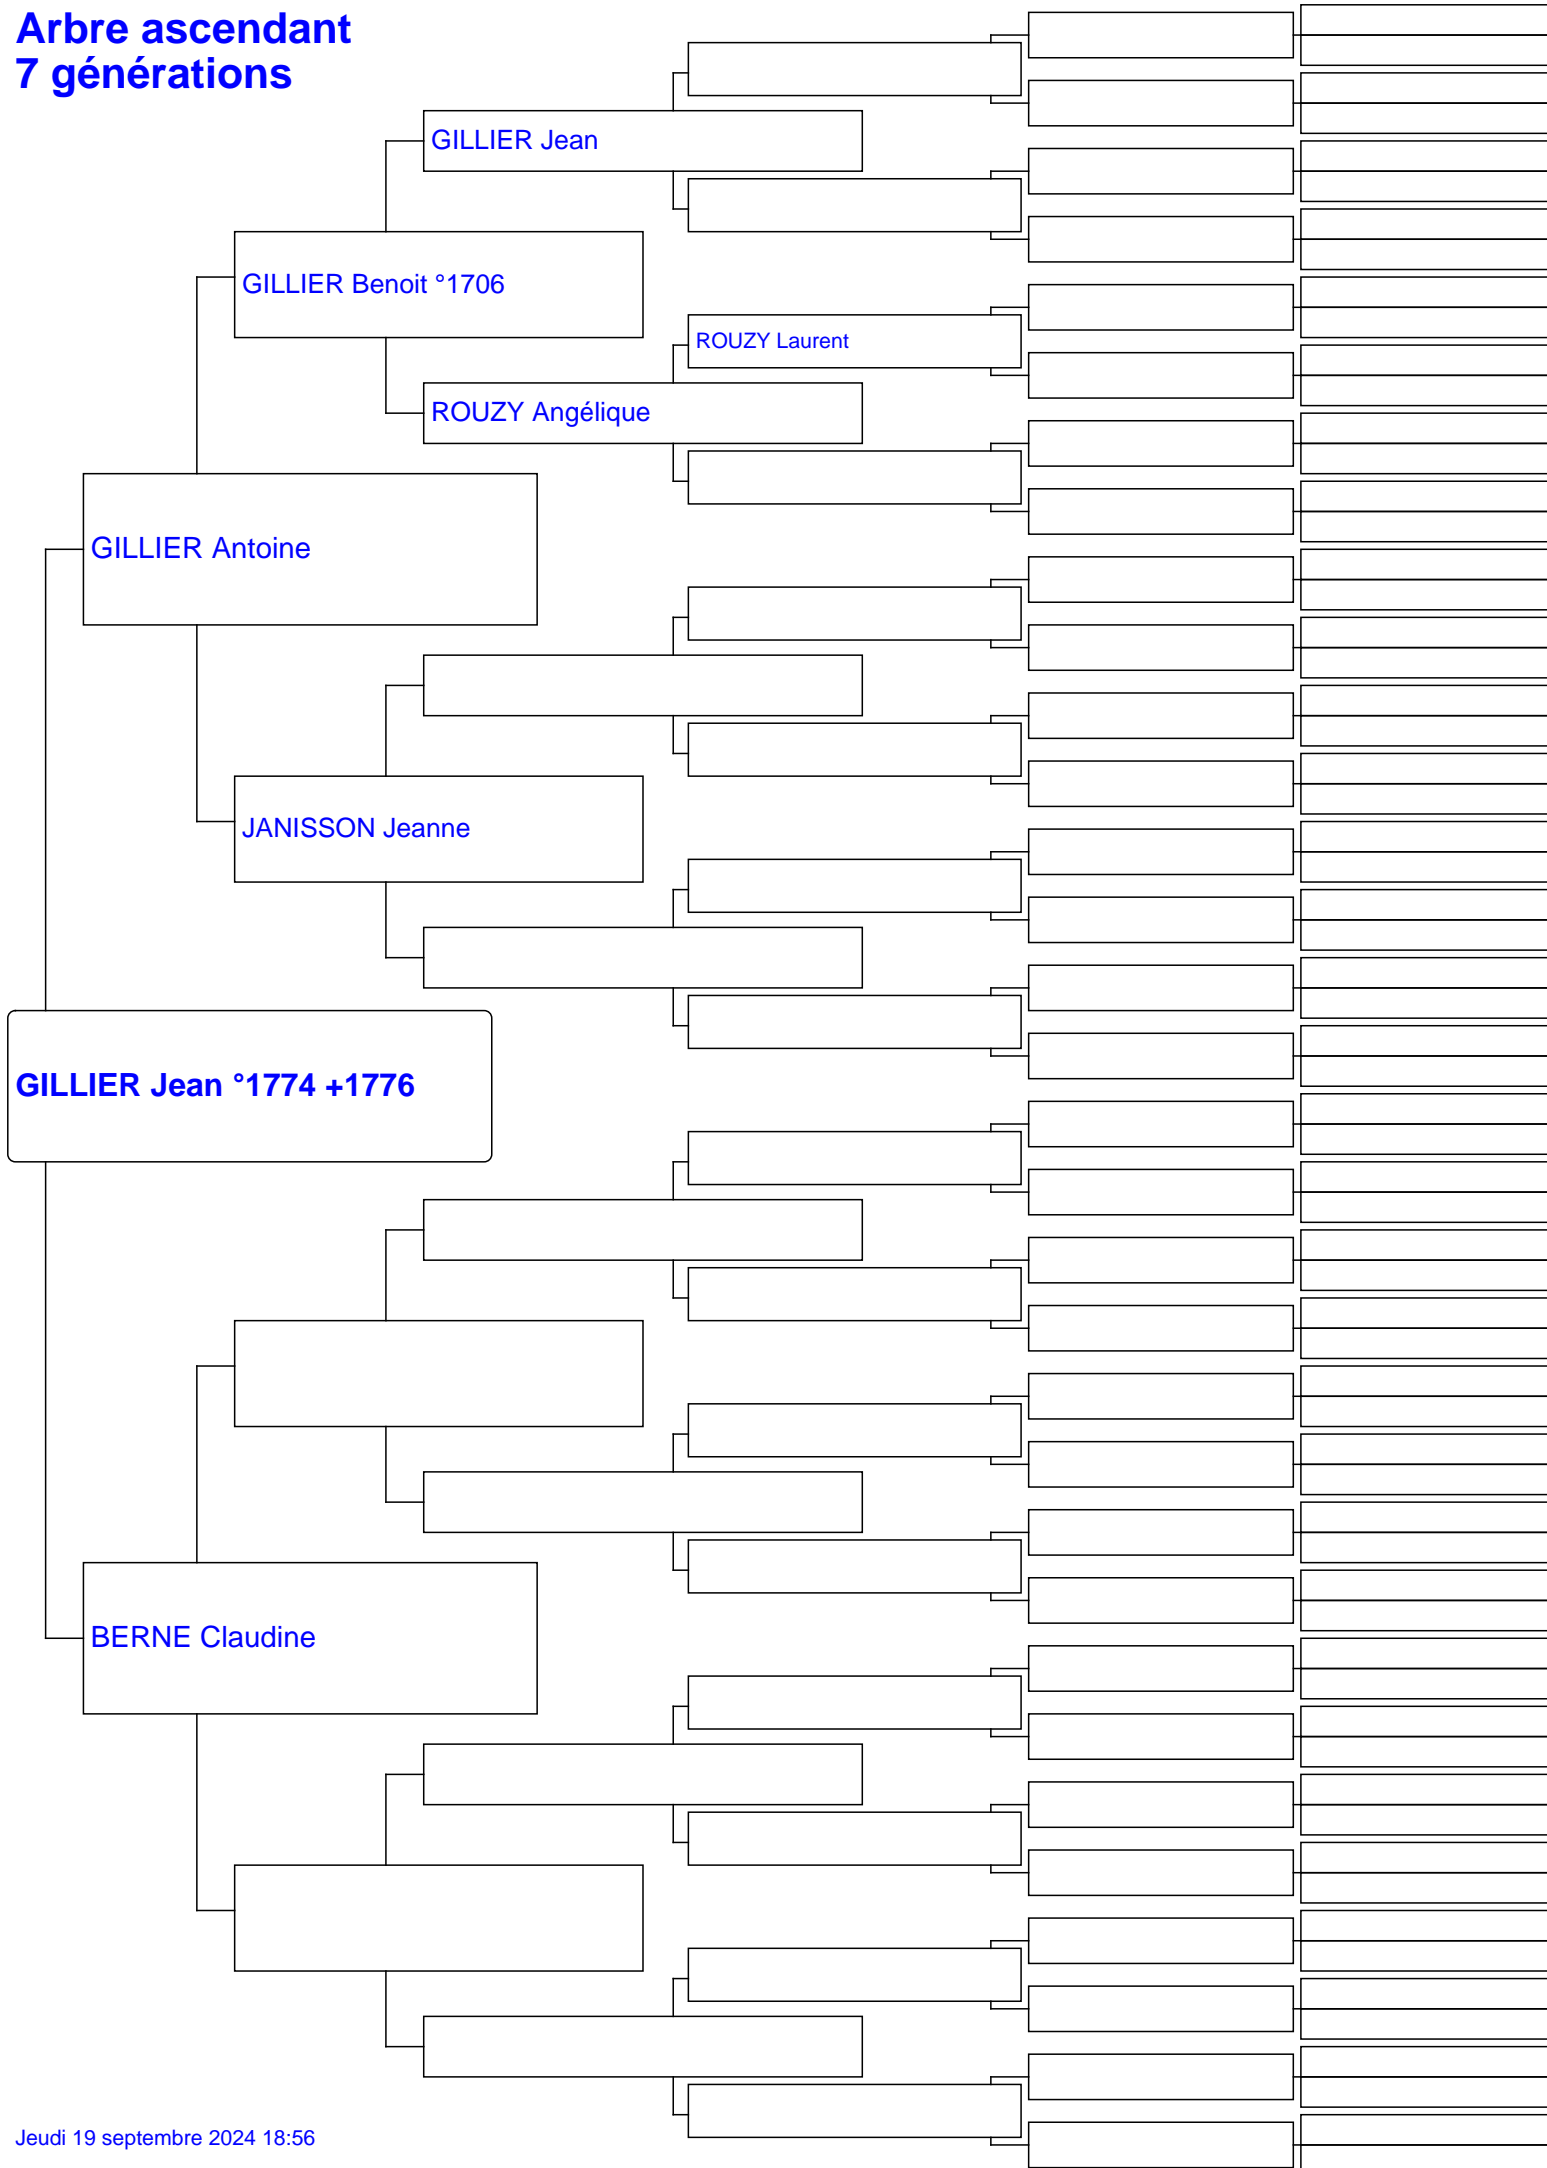 Arbre ascendant
7 générations
GILLIER Jean
GILLIER Benoit °1706
ROUZY Laurent
ROUZY Angélique
GILLIER Antoine
JANISSON Jeanne
GILLIER Jean °1774 +1776
BERNE Claudine
Jeudi 19 septembre 2024 18:56